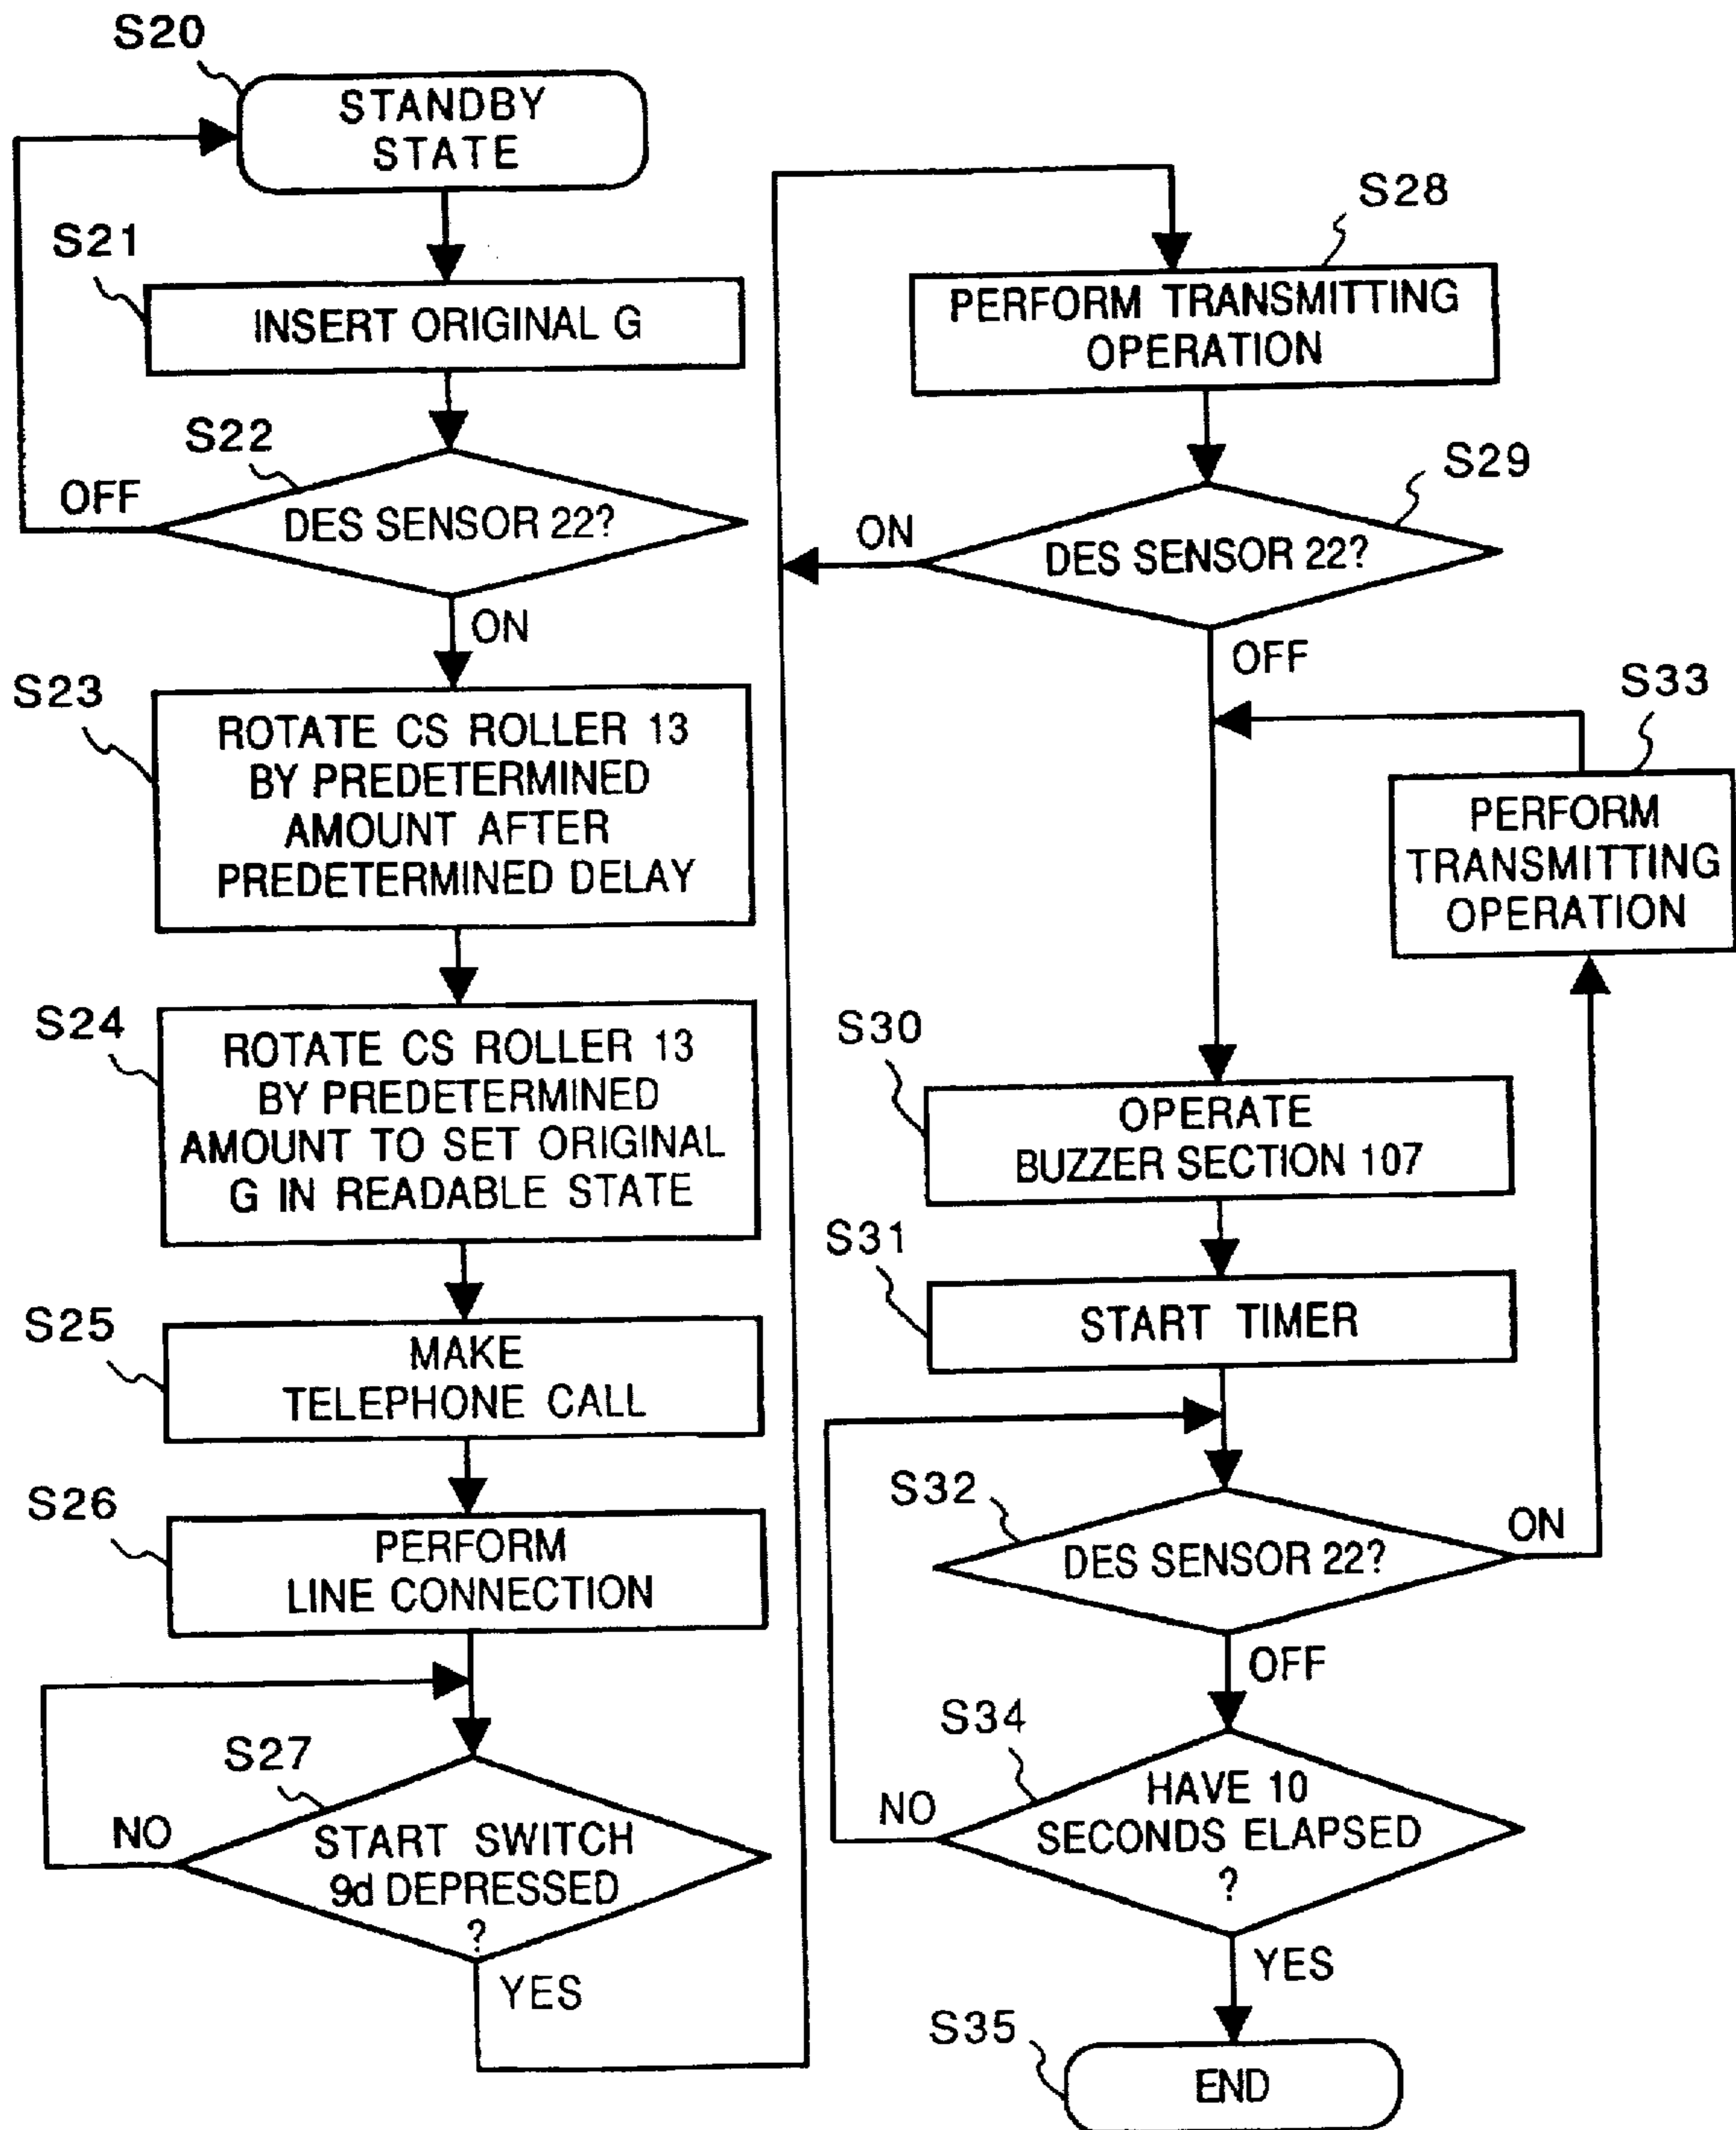 S20
STANDBY
STATE
S21
INSERT ORIGINAL G
S22
DES SENSOR 22?
OFF
ON
S23
ROTATE CS ROLLER 13
BY PREDETERMINED
AMOUNT AFTER
PREDETERMINED DELAY
S24
ROTATE CS ROLLER 13
BY PREDETERMINED
AMOUNT TO SET ORIGINAL
G IN READABLE STATE
S25
MAKE
TELEPHONE CALL
S26
PERFORM
LINE CONNECTION
S27
START SWITCH
9d DEPRESSED
?
NO
YES
S28
PERFORM TRANSMITTING
OPERATION
S29
DES SENSOR 22?
ON
OFF
S33
PERFORM
TRANSMITTING
OPERATION
S30
OPERATE
BUZZER SECTION 107
S31
START TIMER
S32
DES SENSOR 22?
ON
OFF
S34
HAVE 10
SECONDS ELAPSED
?
NO
YES
S35
END